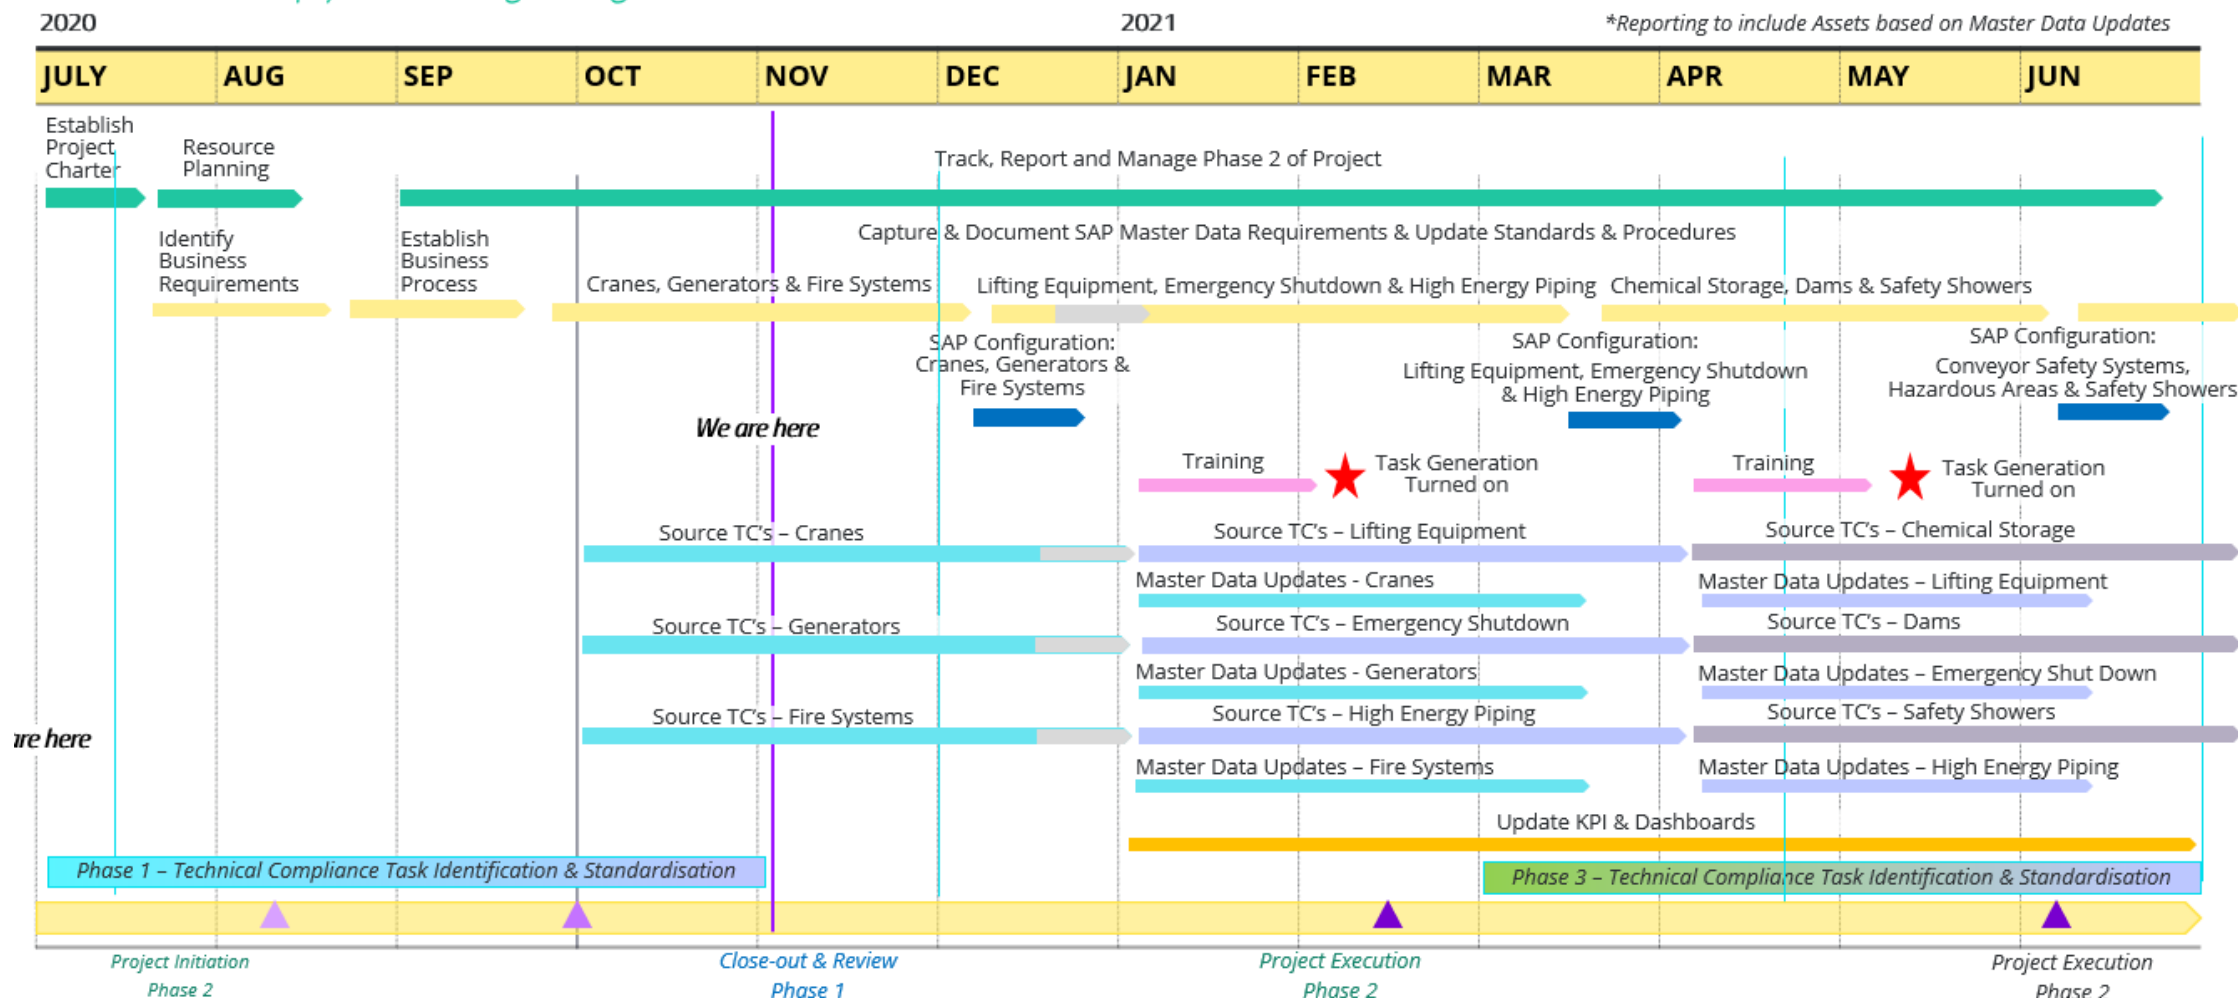 2020
2021
*Reporting to include Assets based on Master Data Updates
JULY
AUG
SEP
OCT
NOV
DEC
JAN
FEB
MAR
APR
MAY
JUN
Establish
Project
Charter
Resource
Planning
Track, Report and Manage Phase 2 of Project
Identify
Business
Requirements
Establish
Business
Process
Capture & Document SAP Master Data Requirements & Update Standards & Procedures
Cranes, Generators & Fire Systems
Lifting Equipment, Emergency Shutdown & High Energy Piping
Chemical Storage, Dams & Safety Showers
SAP Configuration:
Cranes, Generators &
Fire Systems
SAP Configuration:
Lifting Equipment, Emergency Shutdown
& High Energy Piping
SAP Configuration:
Conveyor Safety Systems,
Hazardous Areas & Safety Showers
We are here
Training
Task Generation
Turned on
Training
Task Generation
Turned on
Source TC's – Cranes
Source TC's – Lifting Equipment
Source TC's – Chemical Storage
Master Data Updates - Cranes
Master Data Updates – Lifting Equipment
Source TC's – Generators
Source TC's – Emergency Shutdown
Source TC's – Dams
Master Data Updates - Generators
Master Data Updates – Emergency Shut Down
Source TC's – Fire Systems
Source TC's – High Energy Piping
Source TC's – Safety Showers
are here
Master Data Updates – Fire Systems
Master Data Updates – High Energy Piping
Update KPI & Dashboards
Phase 1 – Technical Compliance Task Identification & Standardisation
Phase 3 – Technical Compliance Task Identification & Standardisation
Project Initiation
Phase 2
Close-out & Review
Phase 1
Project Execution
Phase 2
Project Execution
Phase 2